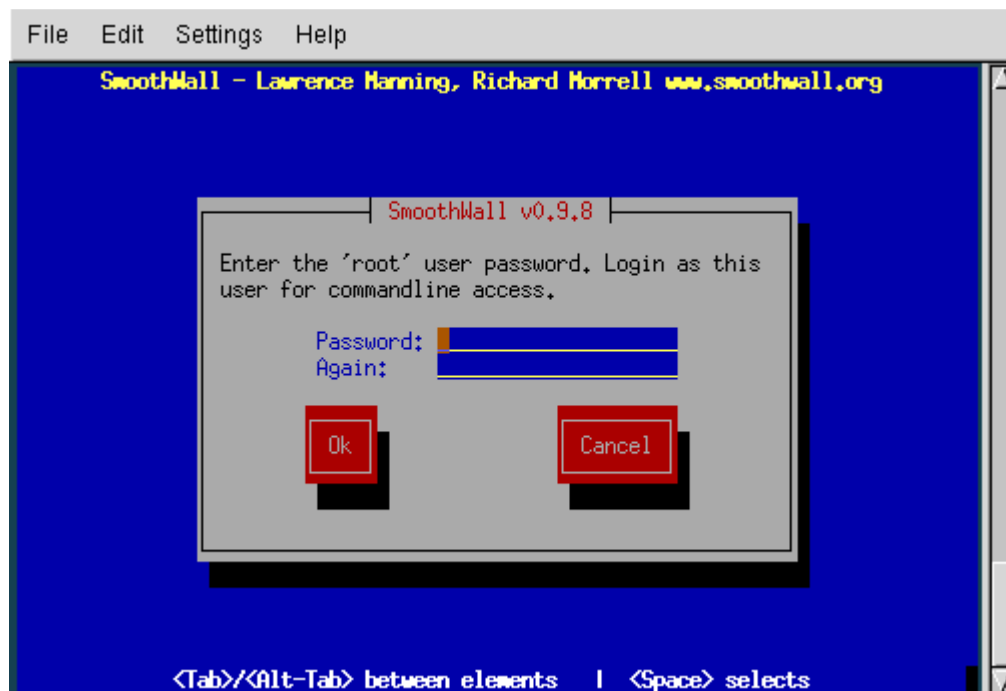 File Edit Settings Help
SmoothWall - Lawrence Manning, Richard Morrell www.smoothwall.org
SmoothWall v0.9.8
Enter the 'root' user password. Login as this
user for commandline access.
Password:
Again:
Ok Cancel
<Tab>/<Alt-Tab> between elements | <Space> selects